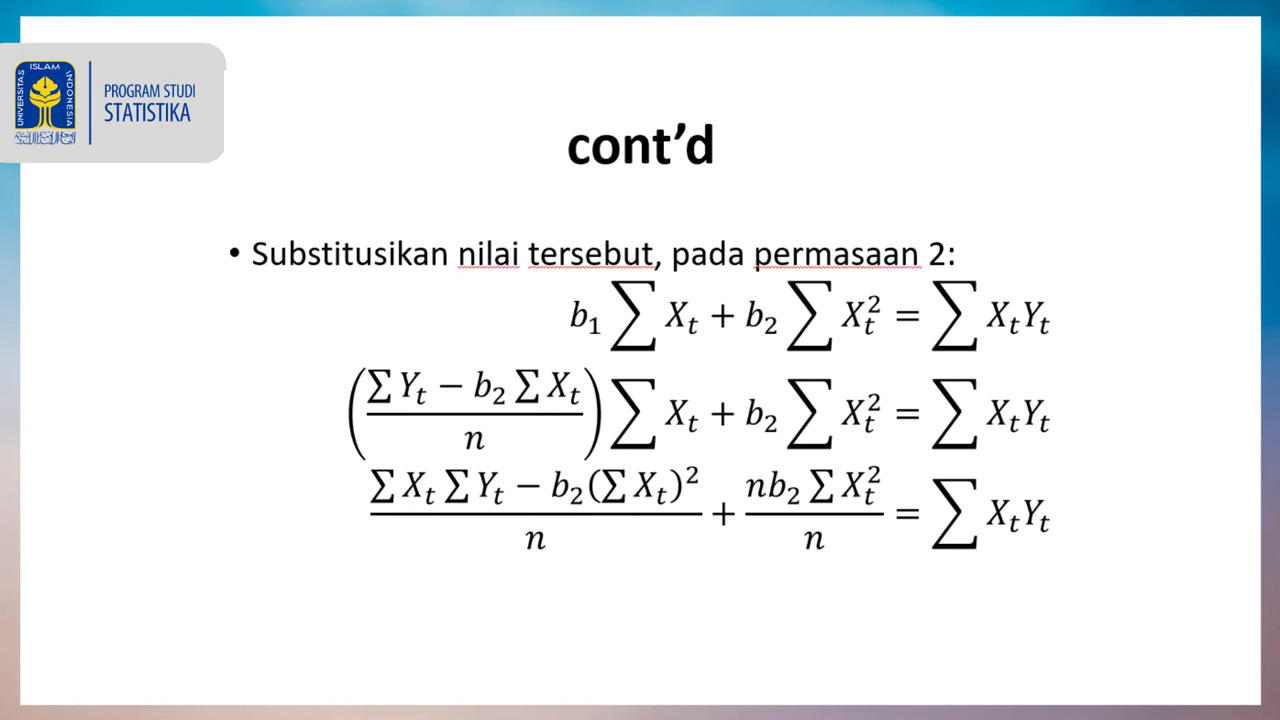 UNIVERSITAS ISLAM INDONESIA
PROGRAM STUDI
STATISTIKA
cont’d
• Substitusikan nilai tersebut, pada permasaan 2:
b₁ ∑ Xₜ + b₂ ∑ Xₜ² = ∑ XₜYₜ
((∑ Yₜ − b₂ ∑ Xₜ) / n) ∑ Xₜ + b₂ ∑ Xₜ² = ∑ XₜYₜ
(∑ Xₜ ∑ Yₜ − b₂(∑ Xₜ)²) / n + (nb₂ ∑ Xₜ²) / n = ∑ XₜYₜ